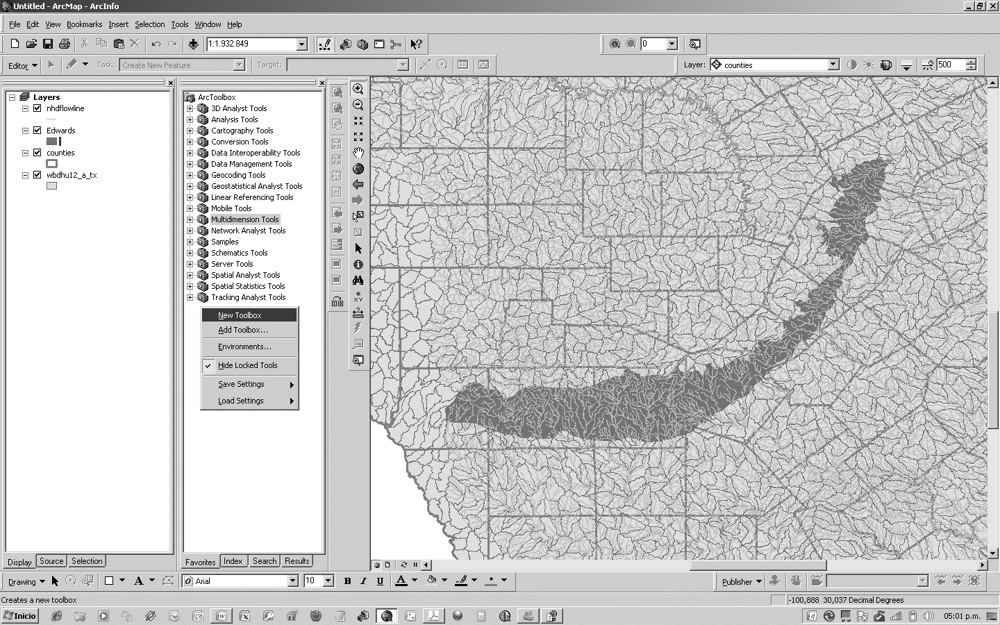 Untitled - ArcMap - ArcInfo
File Edit View Bookmarks Insert Selection Tools Window Help
1:1.932.849
0
Editor Task: Create New Feature Target:
Layer: counties 500
Layers
nhdflowline
Edwards
counties
wbdhu12_a_tx
ArcToolbox
3D Analyst Tools
Analysis Tools
Cartography Tools
Conversion Tools
Data Interoperability Tools
Data Management Tools
Geocoding Tools
Geostatistical Analyst Tools
Linear Referencing Tools
Mobile Tools
Multidimension Tools
Network Analyst Tools
Samples
Schematics Tools
Server Tools
Spatial Analyst Tools
Spatial Statistics Tools
Tracking Analyst Tools
New Toolbox
Add Toolbox...
Environments...
Hide Locked Tools
Save Settings
Load Settings
XY
Display Source Selection
Favorites Index Search Results
Drawing A Arial 10 B I U A
Publisher
Creates a new toolbox
-100,888 30,037 Decimal Degrees
Inicio
05:01 p.m.